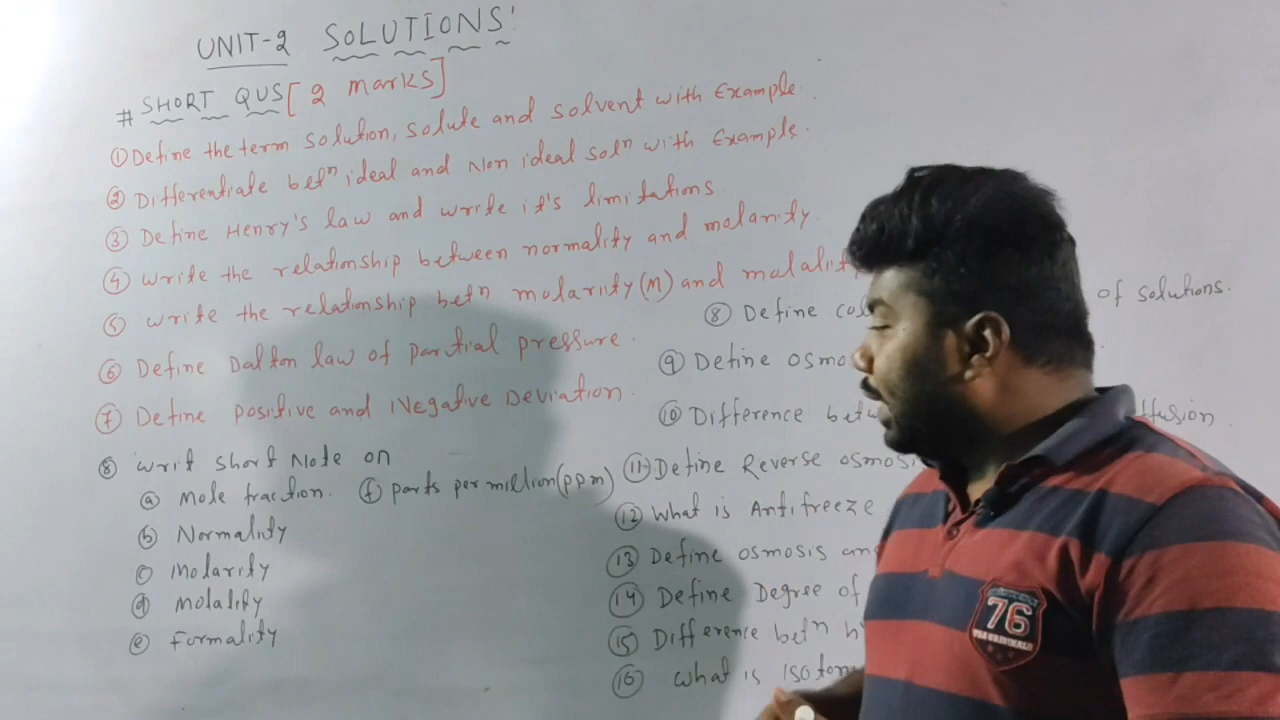 UNIT-2 SOLUTIONS
# SHORT QUS [2 marks]
① Define the term solution, solute and solvent with Example.
② Differentiate betn ideal and Non ideal soln with Example.
③ Define Henry's law and write it's limitations
④ write the relationship between normality and molarity
⑤ write the relationship betn molarity (M) and
⑥ Define Dalton law of partial pressure.
⑦ Define positive and Negative Deviation.
⑧ writ short Note on
ⓐ Mole fraction. ⓕ parts per million (ppm)
ⓑ Normality
ⓒ Molarity
ⓓ Molality
ⓔ Formality
⑧ Define of solutions.
⑨ Define
⑩ Difference
⑪ Define Reverse
⑫ What is Antifreeze
⑬ Define osmosis
⑭ Define Degree of
⑮ Difference betn
⑯ what is
76